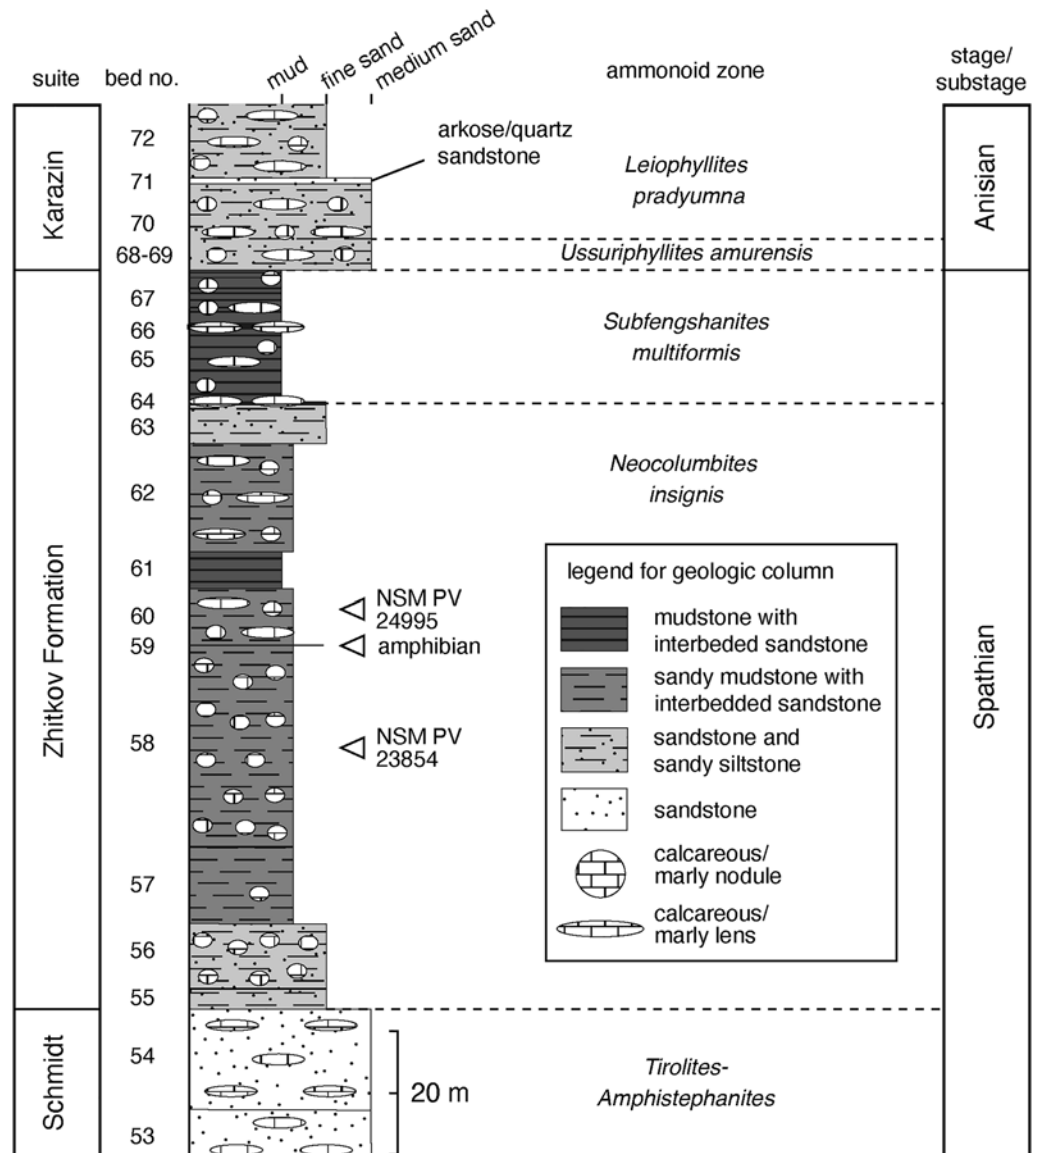 suite
bed no.
mud
fine sand
medium sand
ammonoid zone
stage/
substage
Karazin
Zhitkov Formation
Schmidt
72
71
70
68-69
67
66
65
64
63
62
61
60
59
58
57
56
55
54
53
arkose/quartz
sandstone
NSM PV
24995
amphibian
NSM PV
23854
20 m
Leiophyllites
pradyumna
Ussuriphyllites amurensis
Subfengshanites
multiformis
Neocolumbites
insignis
Tirolites-
Amphistephanites
legend for geologic column
mudstone with
interbeded sandstone
sandy mudstone with
interbedded sandstone
sandstone and
sandy siltstone
sandstone
calcareous/
marly nodule
calcareous/
marly lens
Anisian
Spathian